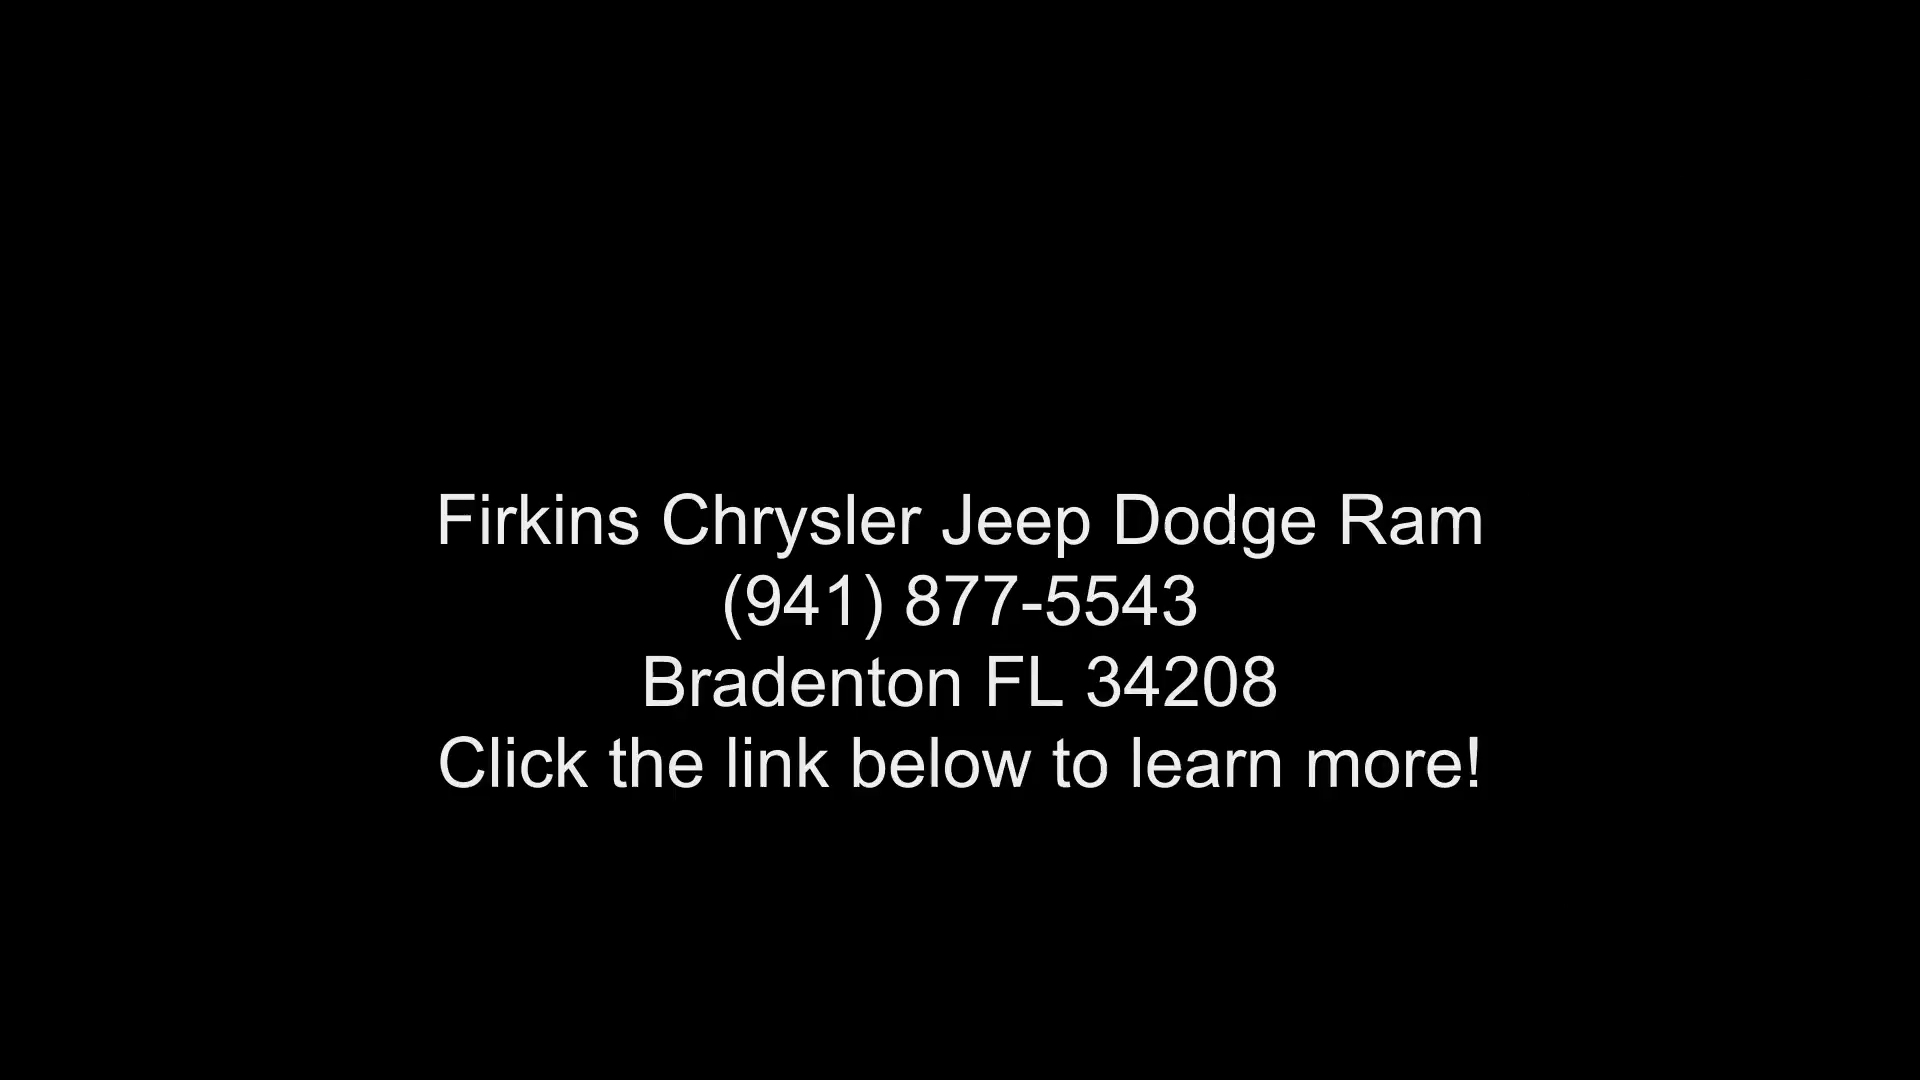 Firkins Chrysler Jeep Dodge Ram
(941) 877-5543
Bradenton FL 34208
Click the link below to learn more!